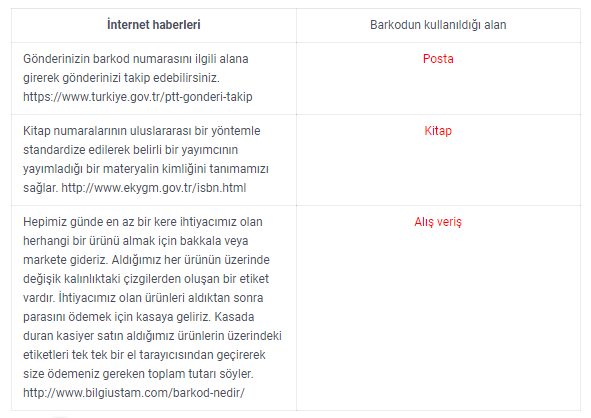 İnternet haberleri
Barkodun kullanıldığı alan
Gönderinizin barkod numarasını ilgili alana
girerek gönderinizi takip edebilirsiniz.
https://www.turkiye.gov.tr/ptt-gonderi-takip
Posta
Kitap numaralarının uluslararası bir yöntemle
standardize edilerek belirli bir yayımcının
yayımladığı bir materyalin kimliğini tanımamızı
sağlar. http://www.ekygm.gov.tr/isbn.html
Kitap
Hepimiz günde en az bir kere ihtiyacımız olan
herhangi bir ürünü almak için bakkala veya
markete gideriz. Aldığımız her ürünün üzerinde
değişik kalınlıktaki çizgilerden oluşan bir etiket
vardır. İhtiyacımız olan ürünleri aldıktan sonra
parasını ödemek için kasaya geliriz. Kasada
duran kasiyer satın aldığımız ürünlerin üzerindeki
etiketleri tek tek bir el tarayıcısından geçirerek
size ödemeniz gereken toplam tutarı söyler.
http://www.bilgiustam.com/barkod-nedir/
Alış veriş